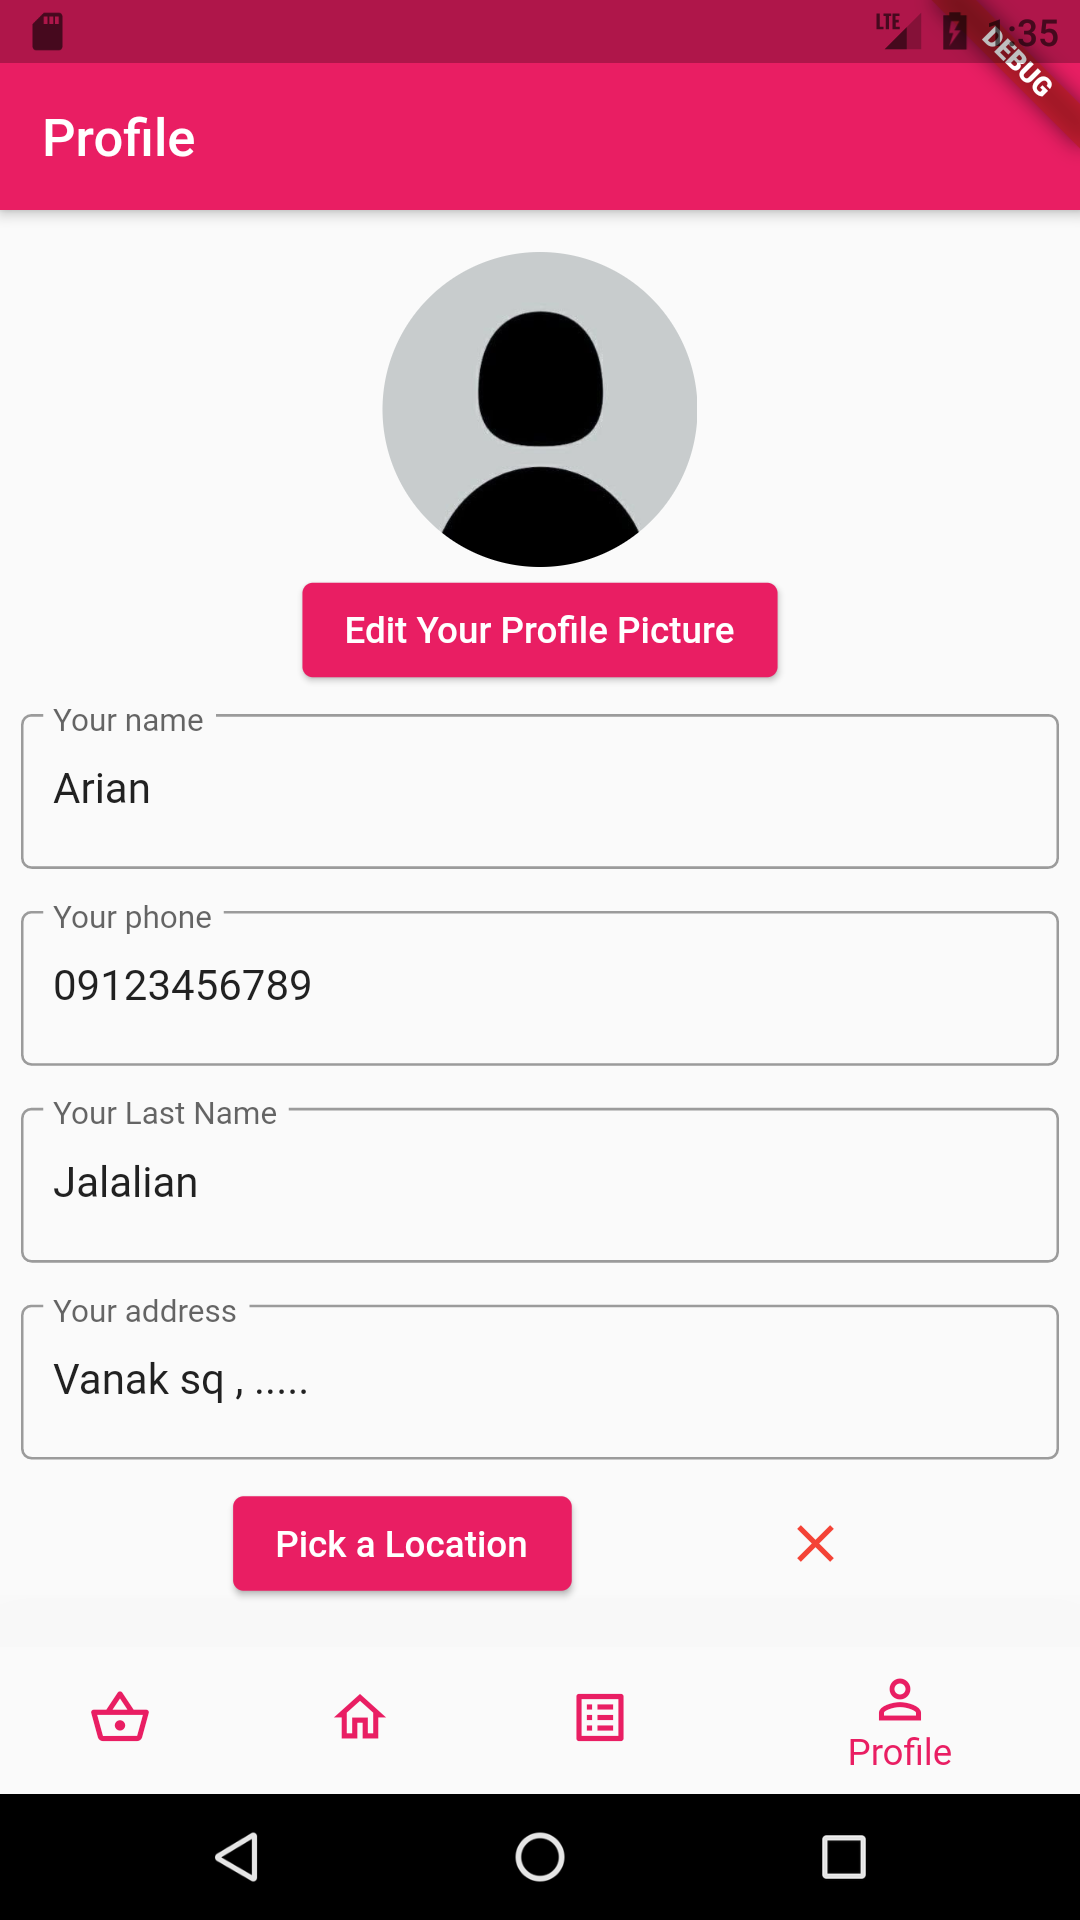 LTE 1:35
DEBUG
Profile
Edit Your Profile Picture
Your name
Arian
Your phone
09123456789
Your Last Name
Jalalian
Your address
Vanak sq , .....
Pick a Location
Profile